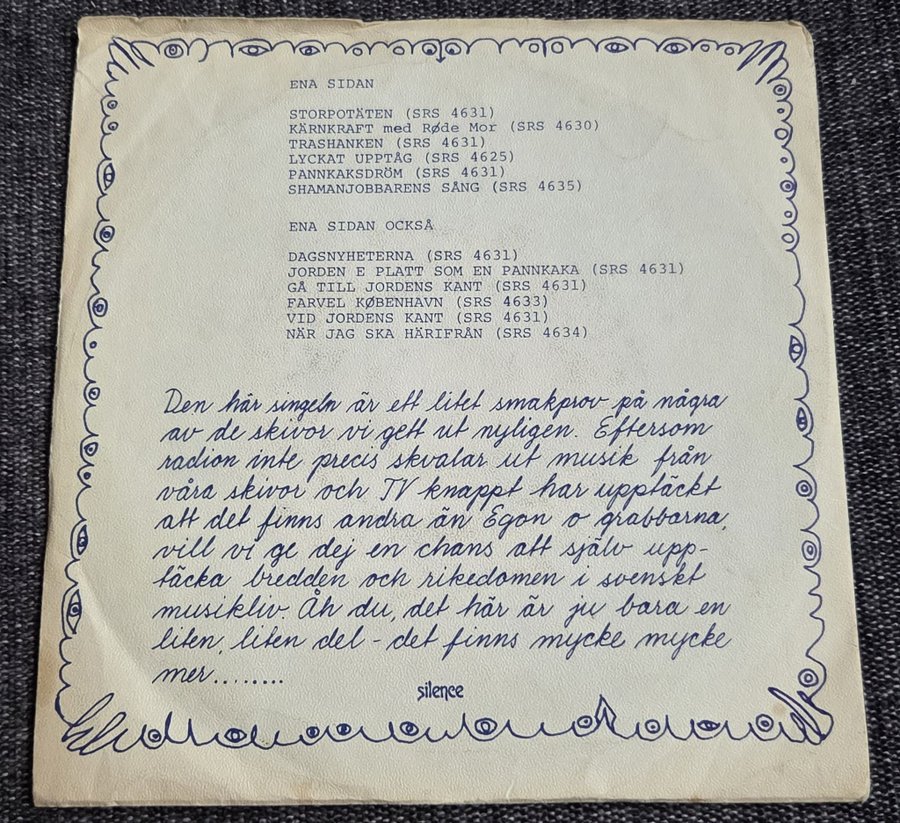 ENA SIDAN
STORPOTÄTEN (SRS 4631)
KÄRNKRAFT med Røde Mor (SRS 4630)
TRASHANKEN (SRS 4631)
LYCKAT UPPTÅG (SRS 4625)
PANNKAKSDRÖM (SRS 4631)
SHAMANJOBBARENS SÅNG (SRS 4635)
ENA SIDAN OCKSÅ
DAGSNYHETERNA (SRS 4631)
JORDEN E PLATT SOM EN PANNKAKA (SRS 4631)
GÅ TILL JORDENS KANT (SRS 4631)
FARVEL KØBENHAVN (SRS 4633)
VID JORDENS KANT (SRS 4631)
NÄR JAG SKA HÄRIFRÅN (SRS 4634)
Den här singeln är ett litet smakprov på några
av de skivor vi gett ut nyligen. Eftersom
radion inte precis skvalar ut musik från
våra skivor och TV knappt har upptäckt
att det finns andra än Egon o grabbarna,
vill vi ge dej en chans att själv upp-
täcka bredden och rikedomen i svenskt
musikliv. Åh du, det här är ju bara en
liten, liten del - det finns mycke mycke
mer........
silence